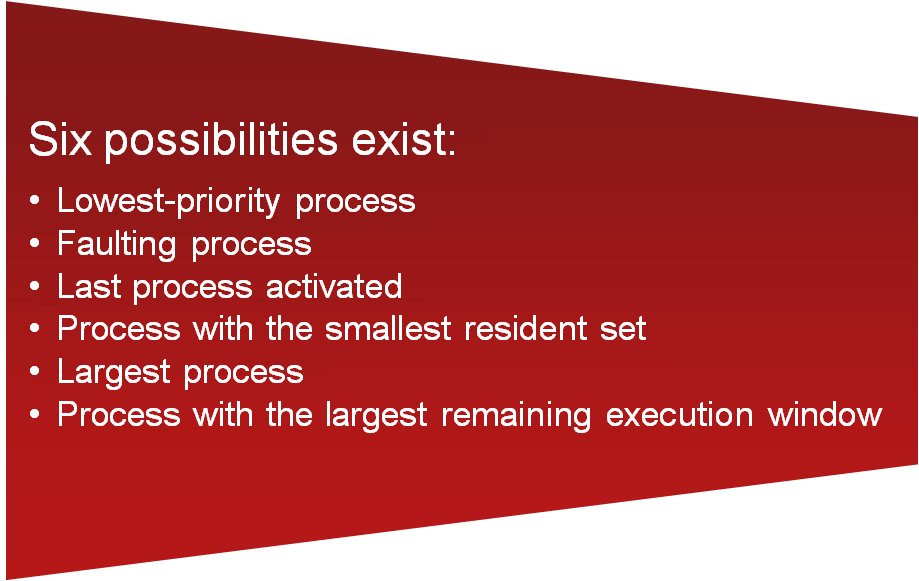 Six possibilities exist:
• Lowest-priority process
• Faulting process
• Last process activated
• Process with the smallest resident set
• Largest process
• Process with the largest remaining execution window